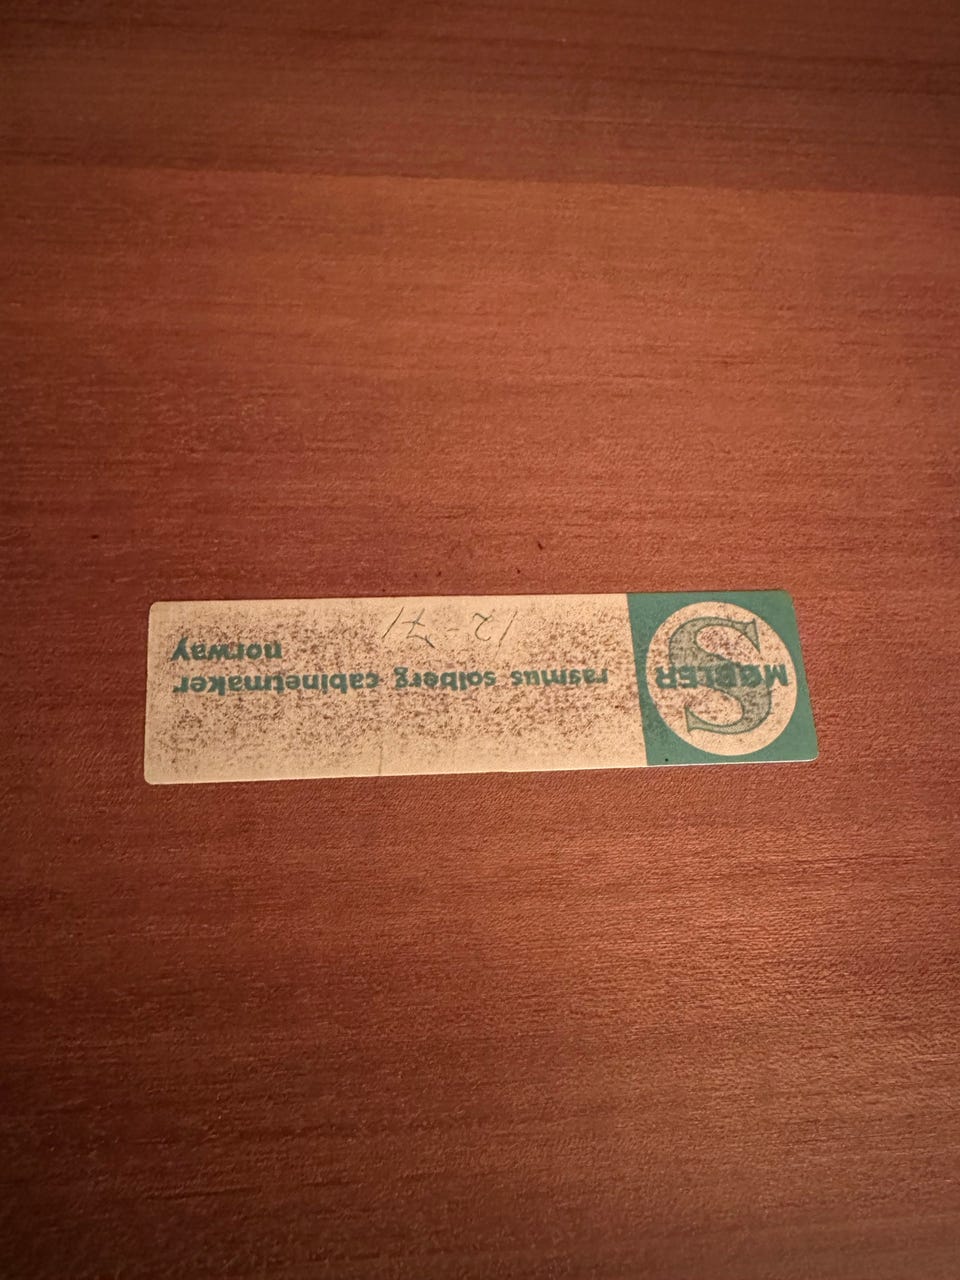 S
MØBLER
rasmus solberg cabinetmaker
norway
12-71